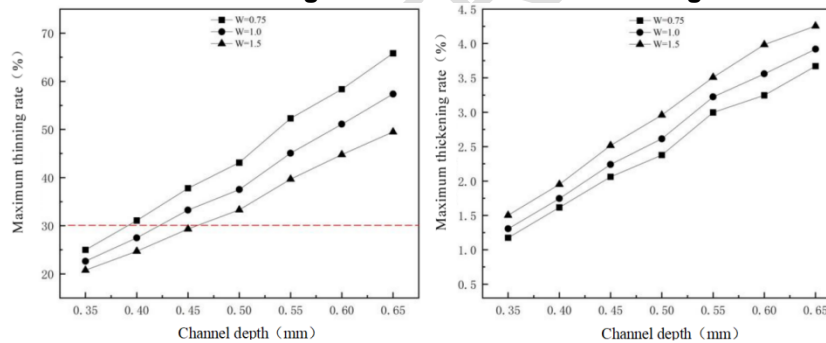 W=0.75
W=1.0
W=1.5
70
60
50
40
30
20
Maximum thinning rate (%)
0.35 0.40 0.45 0.50 0.55 0.60 0.65
Channel depth (mm)
W=0.75
W=1.0
W=1.5
4.5
4.0
3.5
3.0
2.5
2.0
1.5
1.0
0.5
Maximum thickening rate (%)
0.35 0.40 0.45 0.50 0.55 0.60 0.65
Channel depth (mm)